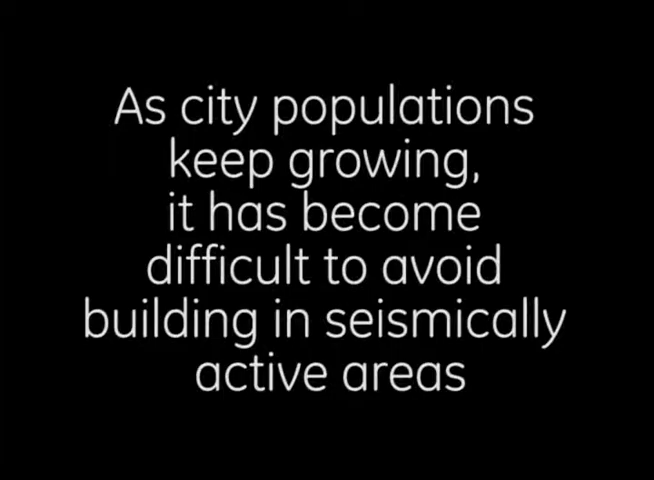 As city populations
keep growing,
it has become
difficult to avoid
building in seismically
active areas